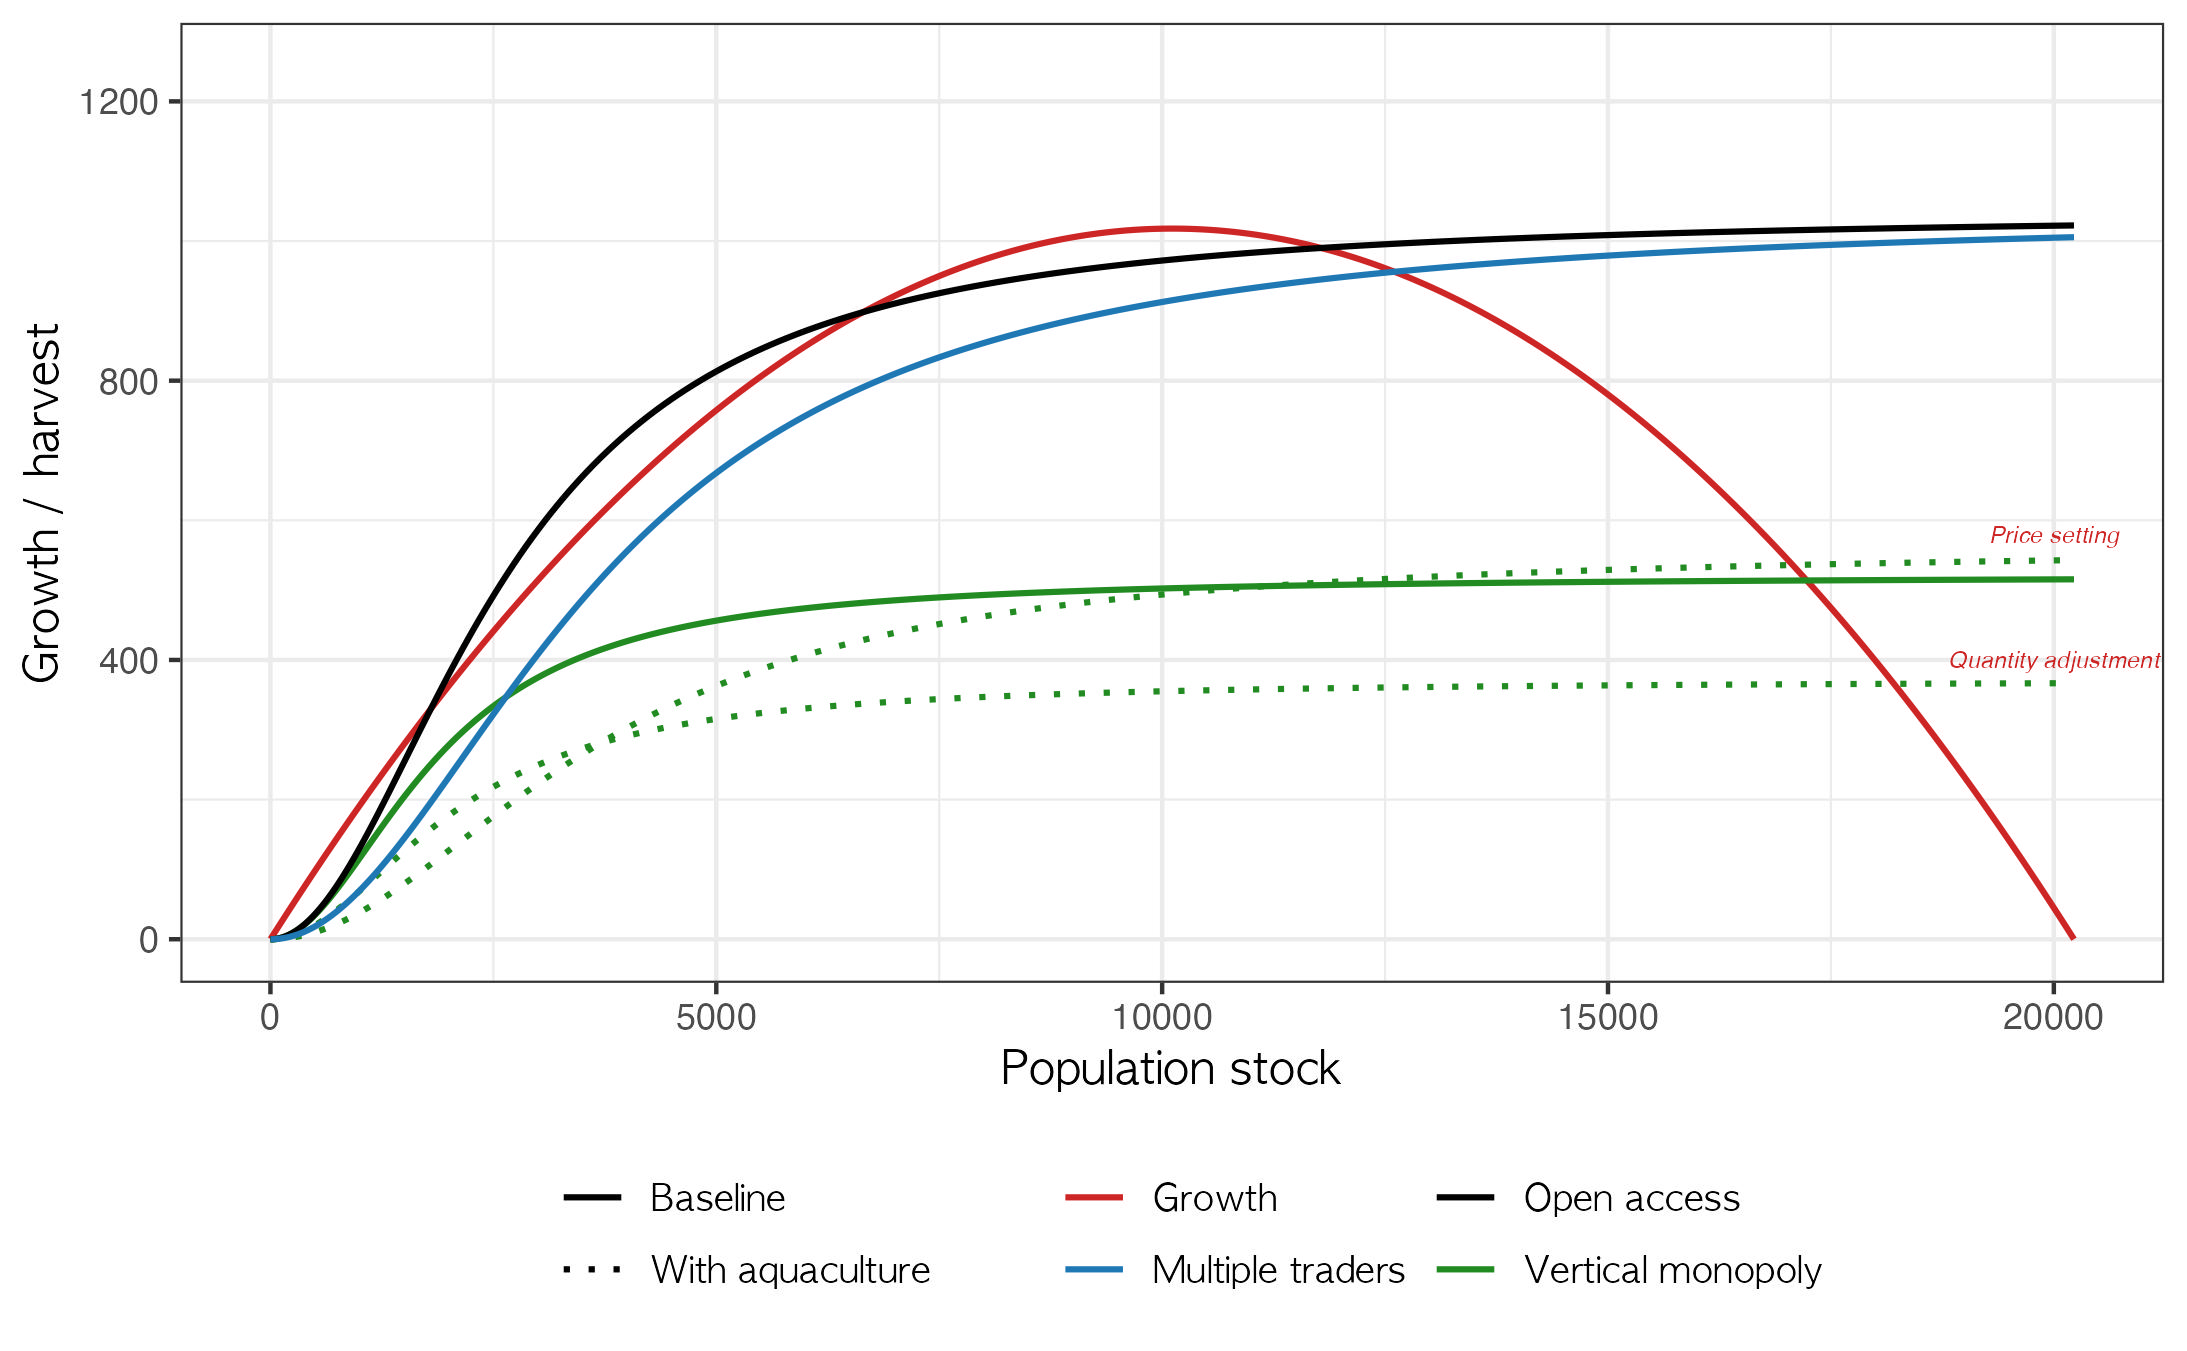 Growth / harvest
1200
800
400
0
Price setting
Quantity adjustment
0 5000 10000 15000 20000
Population stock
Baseline Growth Open access
With aquaculture Multiple traders Vertical monopoly